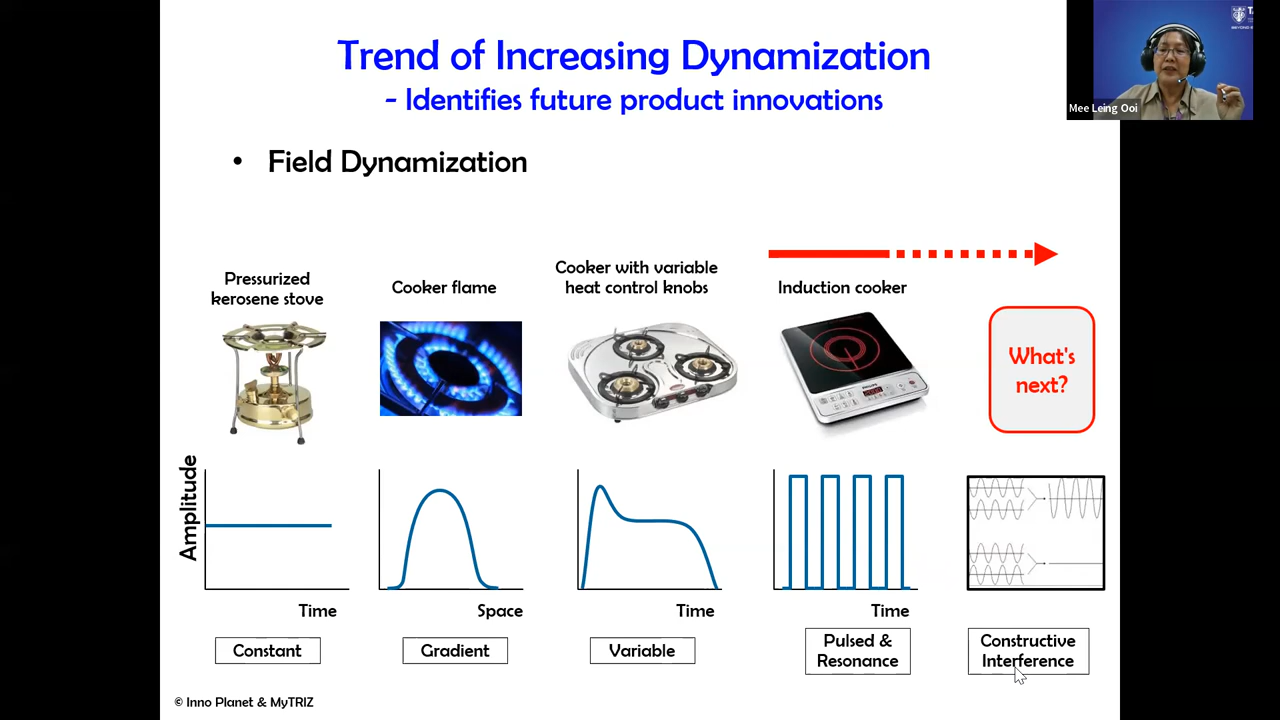 Trend of Increasing Dynamization
- Identifies future product innovations
Mee Leing Ooi
• Field Dynamization
Pressurized
kerosene stove
Cooker flame
Cooker with variable
heat control knobs
Induction cooker
What's
next?
Amplitude
Time
Space
Time
Time
Constant
Gradient
Variable
Pulsed &
Resonance
Constructive
Interference
© Inno Planet & MyTRIZ